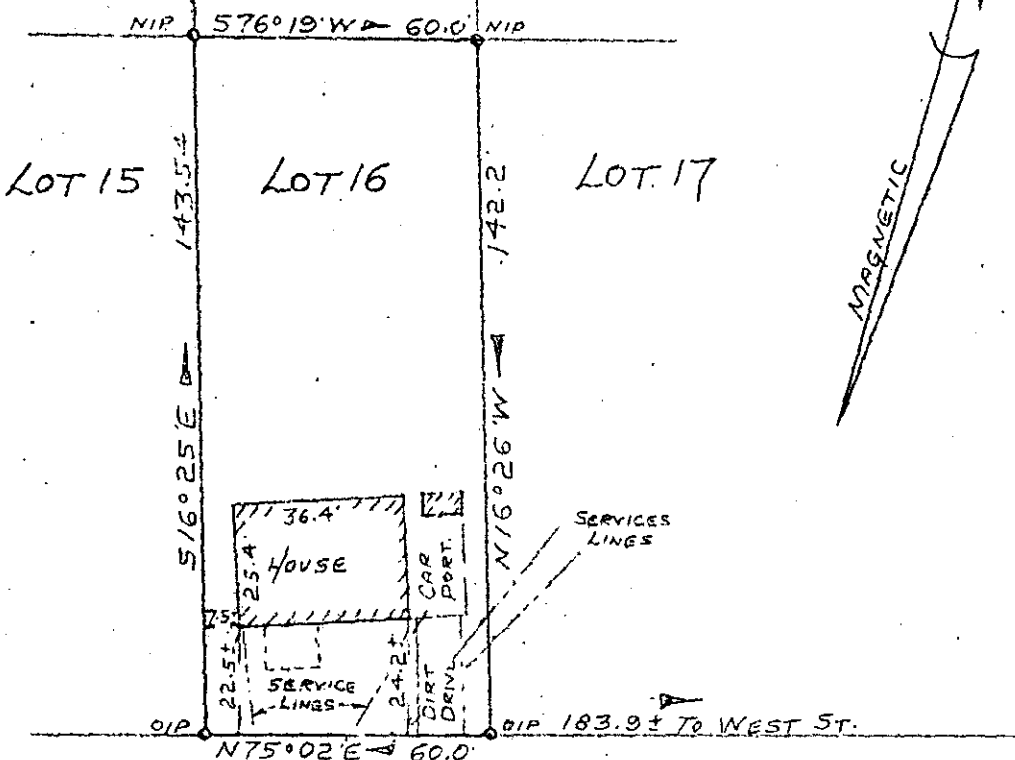 NIP S76°19'W 60.0' NIP
LOT 15
LOT 16
LOT. 17
143.5±
142.2'
MAGNETIC
S16°25'E
N16°26'W
36.4'
25.4'
HOUSE
CAR
PORT.
SERVICES
LINES
7.5±
22.5±
SERVICE
LINES
24.2±
DIRT
DRIVE
OIP
N75°02'E 60.0'
OIP 183.9± TO WEST ST.